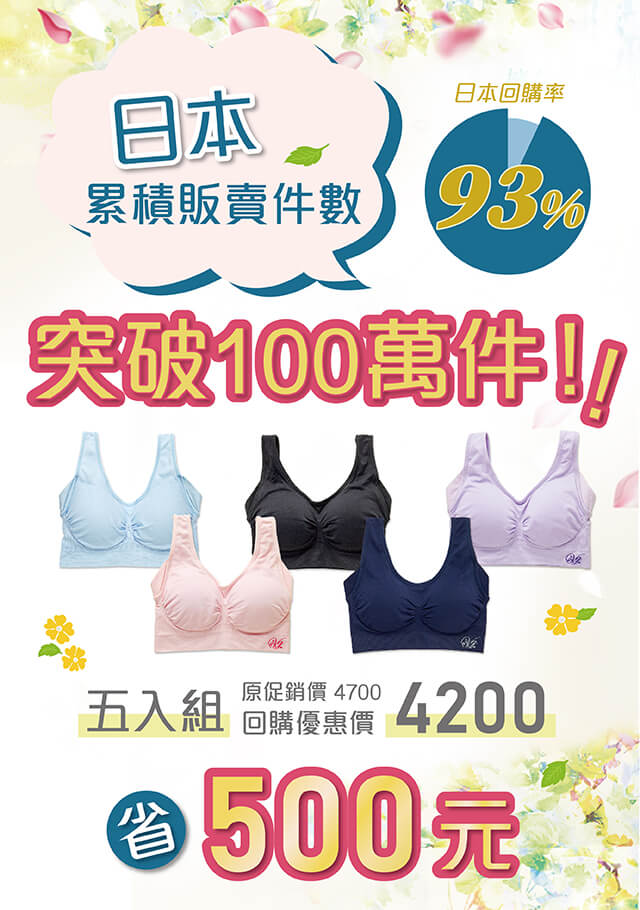 日本
累積販賣件數
日本回購率
93%
突破100萬件!!
五入組
原促銷價 4700
回購優惠價
4200
省
500元